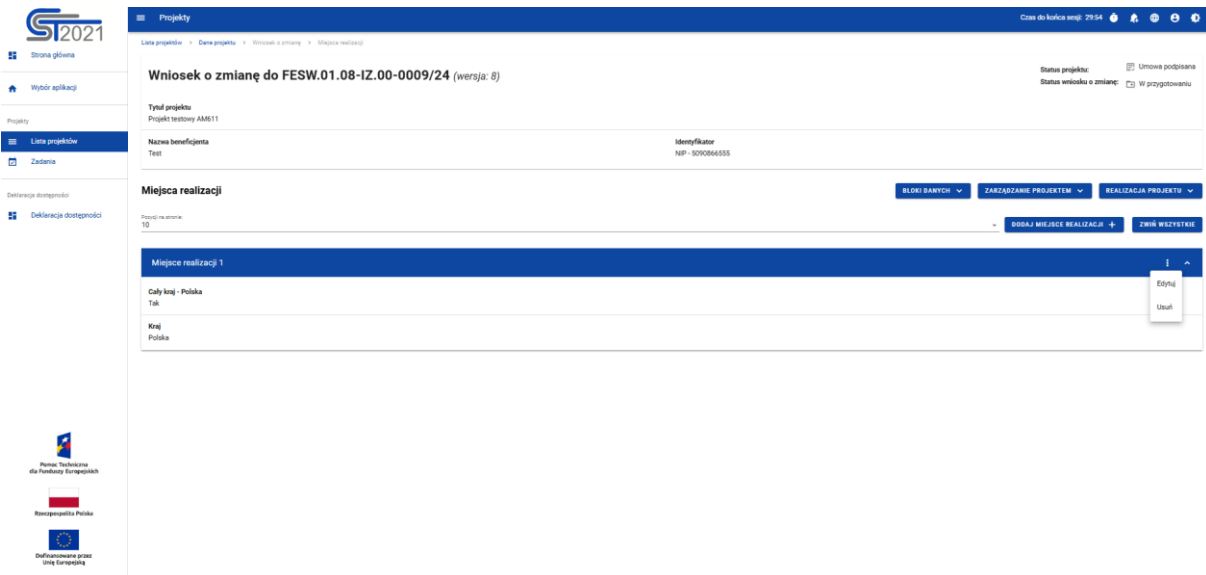 ST2021
Strona główna
Wybór aplikacji
Projekty
Lista projektów
Zadania
Deklaracja dostępności
Deklaracja dostępności
Pomoc Techniczna
dla Funduszy Europejskich
Rzeczpospolita Polska
Dofinansowane przez
Unię Europejską
Projekty
Czas do końca sesji: 29:54
Lista projektów > Dane projektu > Wniosek o zmianę > Miejsca realizacji
Wniosek o zmianę do FESW.01.08-IZ.00-0009/24 (wersja: 8)
Status projektu: Umowa podpisana
Status wniosku o zmianę: W przygotowaniu
Tytuł projektu
Projekt testowy AM611
Nazwa beneficjenta
Test
Identyfikator
NIP - 5090866555
Miejsca realizacji
BLOKI DANYCH
ZARZĄDZANIE PROJEKTEM
REALIZACJA PROJEKTU
Pozycji na stronie:
10
DODAJ MIEJSCE REALIZACJI +
ZWIŃ WSZYSTKIE
Miejsce realizacji 1
Edytuj
Usuń
Cały kraj - Polska
Tak
Kraj
Polska